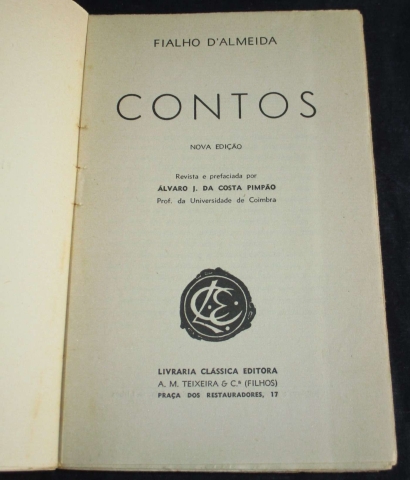 FIALHO D'ALMEIDA
CONTOS
NOVA EDIÇÃO
Revista e prefaciada por
ÁLVARO J. DA COSTA PIMPÃO
Prof. da Universidade de Coimbra
LCE
LIVRARIA CLÁSSICA EDITORA
A. M. TEIXEIRA & C.ª (FILHOS)
PRAÇA DOS RESTAURADORES, 17